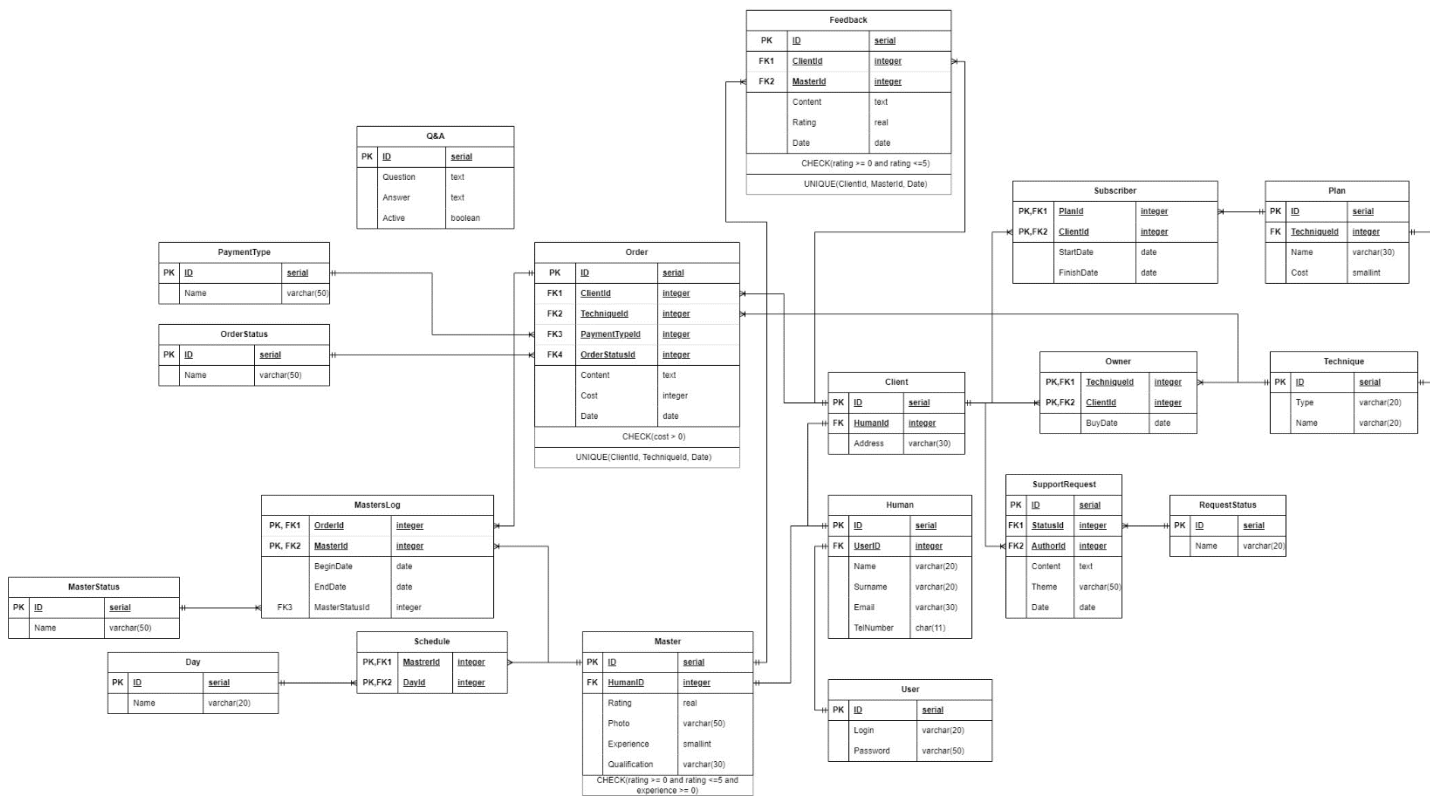 Feedback
PK ID serial
FK1 ClientId integer
FK2 MasterId integer
Content text
Rating real
Date date
CHECK(rating >= 0 and rating <=5)
UNIQUE(ClientId, MasterId, Date)
Q&A
PK ID serial
Question text
Answer text
Active boolean
Subscriber
PK,FK1 PlanId integer
PK,FK2 ClientId integer
StartDate date
FinishDate date
Plan
PK ID serial
FK TechniqueId integer
Name varchar(30)
Cost smallint
PaymentType
PK ID serial
Name varchar(50)
Order
PK ID serial
FK1 ClientId integer
FK2 TechniqueId integer
FK3 PaymentTypeId integer
FK4 OrderStatusId integer
Content text
Cost integer
Date date
CHECK(cost > 0)
UNIQUE(ClientId, TechniqueId, Date)
OrderStatus
PK ID serial
Name varchar(50)
Client
PK ID serial
FK HumanId integer
Address varchar(30)
Owner
PK,FK1 TechniqueId integer
PK,FK2 ClientId integer
BuyDate date
Technique
PK ID serial
Type varchar(20)
Name varchar(20)
MastersLog
PK, FK1 OrderId integer
PK, FK2 MasterId integer
BeginDate date
EndDate date
FK3 MasterStatusId integer
Human
PK ID serial
FK UserID integer
Name varchar(20)
Surname varchar(20)
Email varchar(30)
TelNumber char(11)
SupportRequest
PK ID serial
FK1 StatusId integer
FK2 AuthorId integer
Content text
Theme varchar(50)
Date date
RequestStatus
PK ID serial
Name varchar(20)
MasterStatus
PK ID serial
Name varchar(50)
Schedule
PK,FK1 MastrerId integer
PK,FK2 DayId integer
Day
PK ID serial
Name varchar(20)
Master
PK ID serial
FK HumanID integer
Rating real
Photo varchar(50)
Experience smallint
Qualification varchar(30)
CHECK(rating >= 0 and rating <=5 and
experience >= 0)
User
PK ID serial
Login varchar(20)
Password varchar(50)